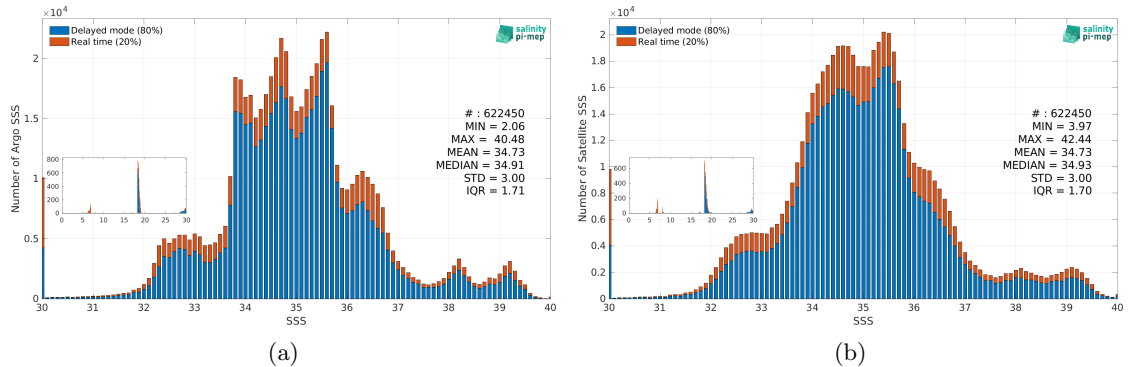 ×10⁴
Delayed mode (80%)
Real time (20%)
salinity
pi-mep
Number of Argo SSS
2
1.5
1
0.5
0
# : 622450
MIN = 2.06
MAX = 40.48
MEAN = 34.73
MEDIAN = 34.91
STD = 3.00
IQR = 1.71
800
600
400
200
0
0 5 10 15 20 25 30
30 31 32 33 34 35 36 37 38 39 40
SSS
(a)
×10⁴
Delayed mode (80%)
Real time (20%)
salinity
pi-mep
Number of Satellite SSS
2
1.8
1.6
1.4
1.2
1
0.8
0.6
0.4
0.2
0
# : 622450
MIN = 3.97
MAX = 42.44
MEAN = 34.73
MEDIAN = 34.93
STD = 3.00
IQR = 1.70
600
400
200
0
0 5 10 15 20 25 30
30 31 32 33 34 35 36 37 38 39 40
SSS
(b)